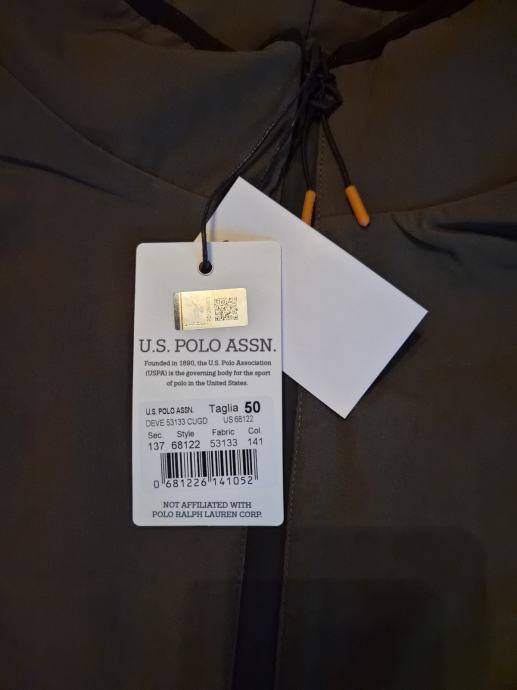 U.S. POLO ASSN.
Founded in 1890, the U.S. Polo Association
(USPA) is the governing body for the sport
of polo in the United States.
U.S. POLO ASSN. Taglia 50
DEVE 53133 CUGD US 68122
Sec. Style Fabric Col.
137 68122 53133 141
0 681226 141052
NOT AFFILIATED WITH
POLO RALPH LAUREN CORP.